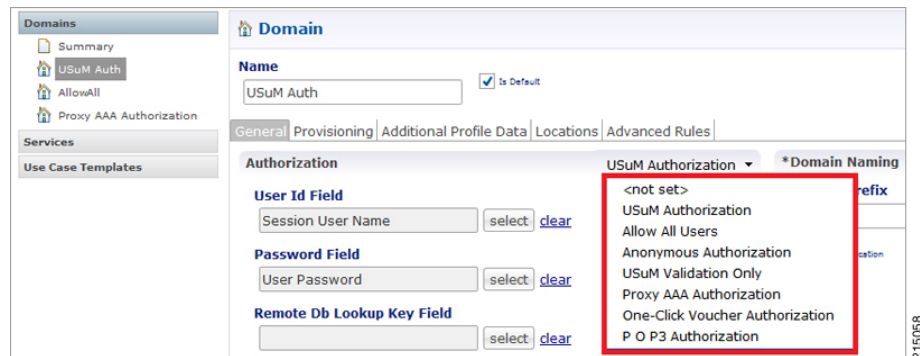 Domains
Summary
USuM Auth
AllowAll
Proxy AAA Authorization
Services
Use Case Templates
Domain
Name
USuM Auth
Is Default
General Provisioning Additional Profile Data Locations Advanced Rules
Authorization
USuM Authorization
*Domain Naming
User Id Field
Session User Name
select clear
Password Field
User Password
select clear
Remote Db Lookup Key Field
select clear
<not set>
USuM Authorization
Allow All Users
Anonymous Authorization
USuM Validation Only
Proxy AAA Authorization
One-Click Voucher Authorization
P O P3 Authorization
refix